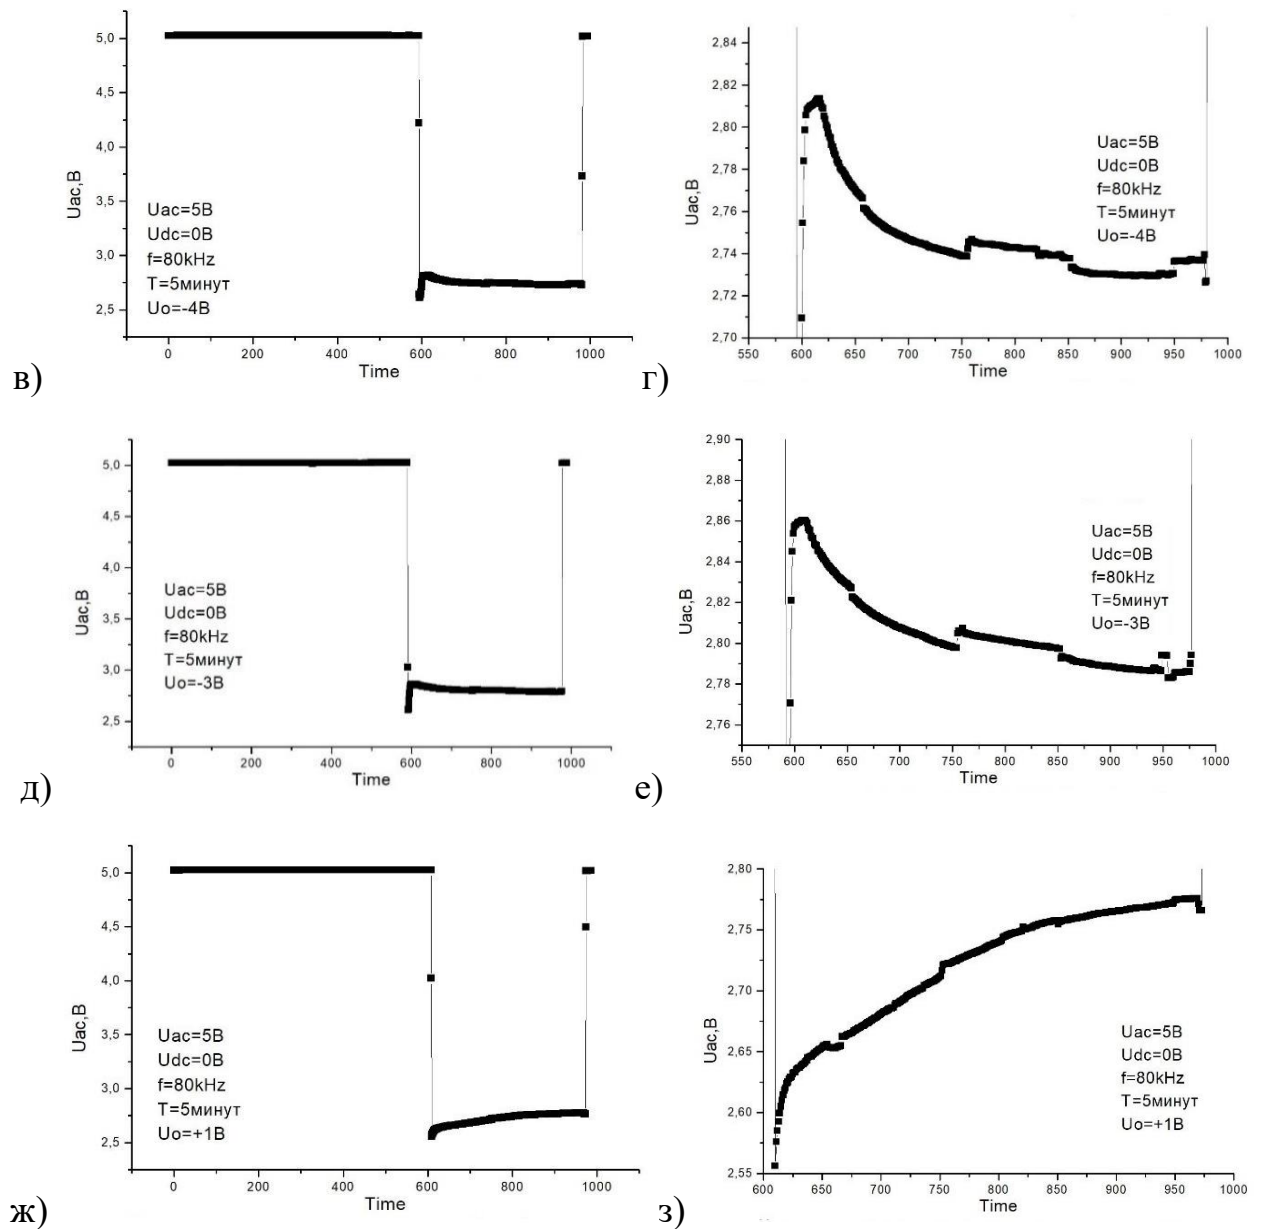 5,0
4,5
4,0
3,5
3,0
2,5
Uac,B
Uac=5B
Udc=0B
f=80kHz
T=5минут
Uo=-4B
0 200 400 600 800 1000
Time
в)
2,84
2,82
2,80
2,78
2,76
2,74
2,72
2,70
Uac,B
Uac=5B
Udc=0B
f=80kHz
T=5минут
Uo=-4B
550 600 650 700 750 800 850 900 950 1000
Time
г)
5,0
4,5
4,0
3,5
3,0
2,5
Uac,B
Uac=5B
Udc=0B
f=80kHz
T=5минут
Uo=-3B
0 200 400 600 800 1000
Time
д)
2,90
2,88
2,86
2,84
2,82
2,80
2,78
2,76
Uac,B
Uac=5B
Udc=0B
f=80kHz
T=5минут
Uo=-3B
550 600 650 700 750 800 850 900 950 1000
Time
е)
5,0
4,5
4,0
3,5
3,0
2,5
Uac,B
Uac=5B
Udc=0B
f=80kHz
T=5минут
Uo=+1B
0 200 400 600 800 1000
Time
ж)
2,80
2,75
2,70
2,65
2,60
2,55
Uac,B
Uac=5B
Udc=0B
f=80kHz
T=5минут
Uo=+1B
600 650 700 750 800 850 900 950 1000
Time
з)